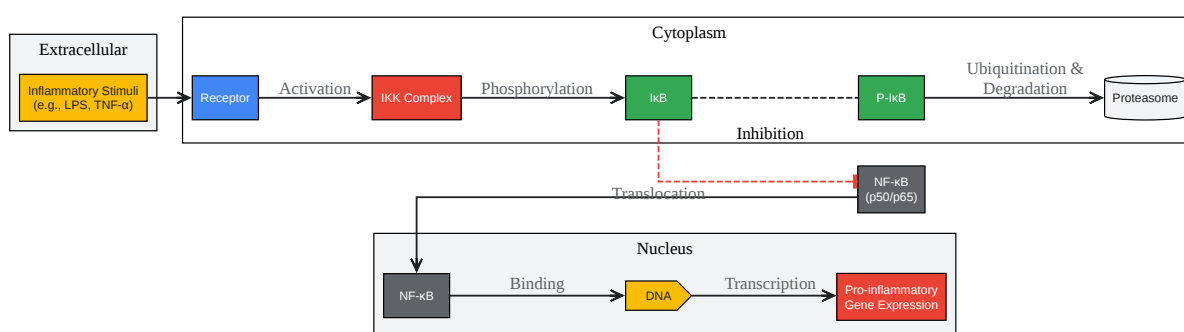 Cytoplasm
Extracellular
Inflammatory Stimuli
(e.g., LPS, TNF-α)
Receptor
Activation
IKK Complex
Phosphorylation
IκB
P-IκB
Ubiquitination &
Degradation
Proteasome
Inhibition
NF-κB
(p50/p65)
Translocation
Nucleus
NF-κB
Binding
DNA
Transcription
Pro-inflammatory
Gene Expression